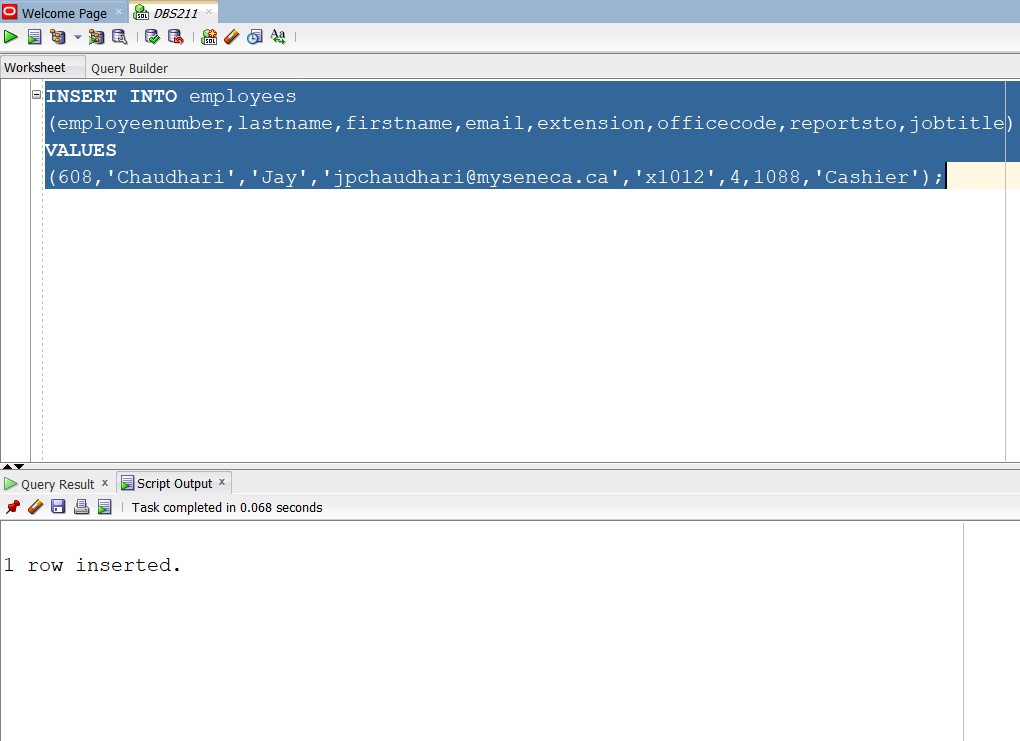 Welcome Page
DBS211
Worksheet
Query Builder
INSERT INTO employees
(employeenumber,lastname,firstname,email,extension,officecode,reportsto,jobtitle)
VALUES
(608,'Chaudhari','Jay','jpchaudhari@myseneca.ca','x1012',4,1088,'Cashier');
Query Result
Script Output
Task completed in 0.068 seconds
1 row inserted.